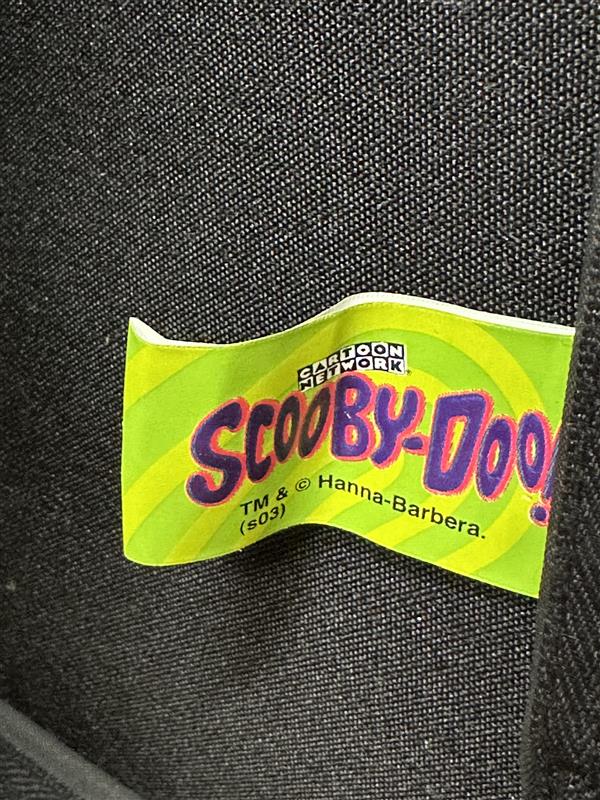 CARTOON
NETWORK
SCOOBY-DOO!
TM & © Hanna-Barbera.
(s03)